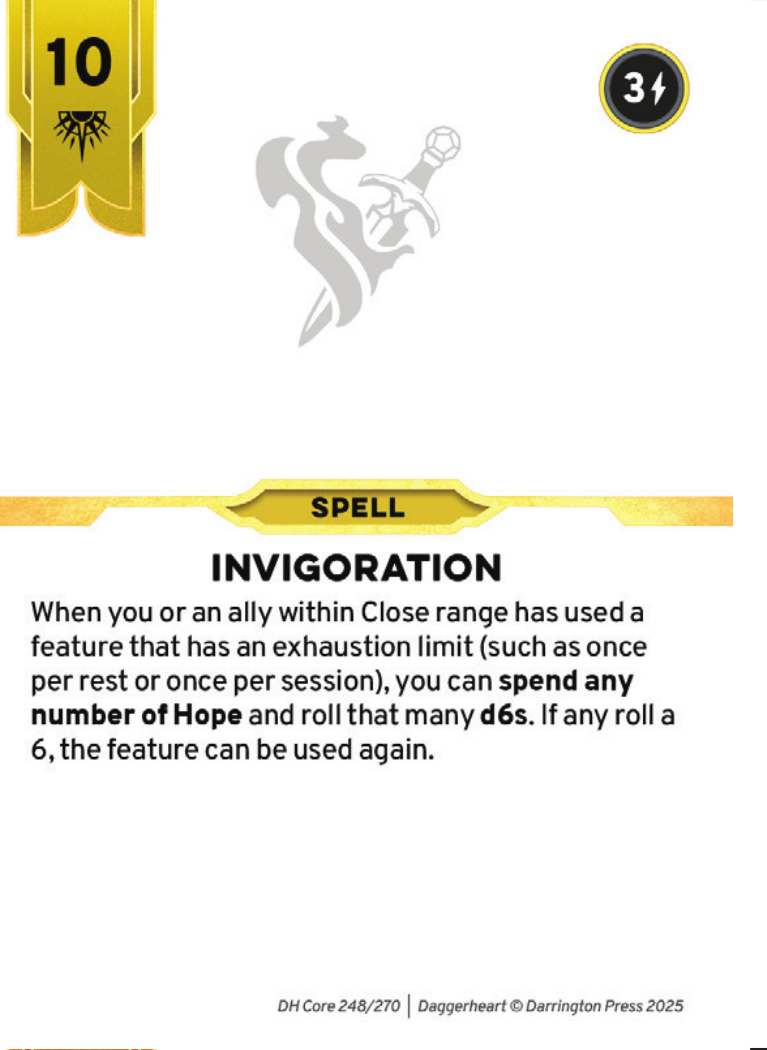 10
3
SPELL
INVIGORATION
When you or an ally within Close range has used a
feature that has an exhaustion limit (such as once
per rest or once per session), you can spend any
number of Hope and roll that many d6s. If any roll a
6, the feature can be used again.
DH Core 248/270 | Daggerheart © Darrington Press 2025